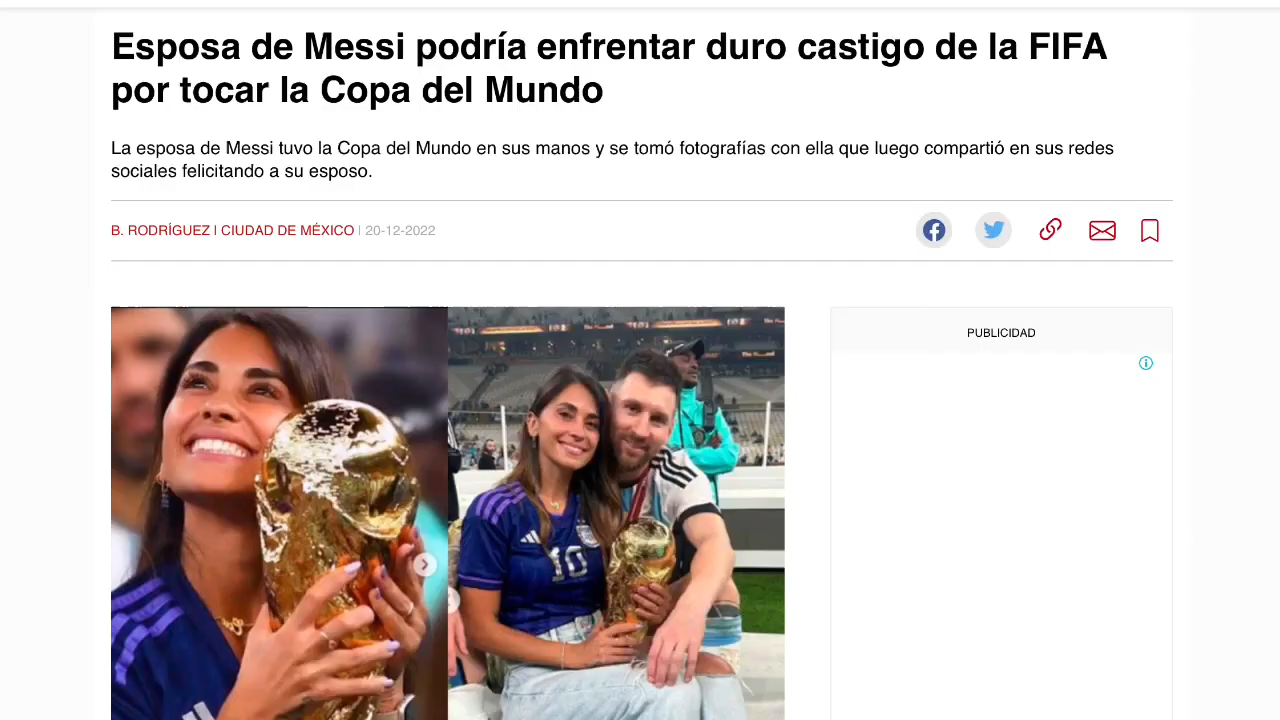 Esposa de Messi podría enfrentar duro castigo de la FIFA
por tocar la Copa del Mundo
La esposa de Messi tuvo la Copa del Mundo en sus manos y se tomó fotografías con ella que luego compartió en sus redes
sociales felicitando a su esposo.
B. RODRÍGUEZ I CIUDAD DE MÉXICO | 20-12-2022
PUBLICIDAD
10